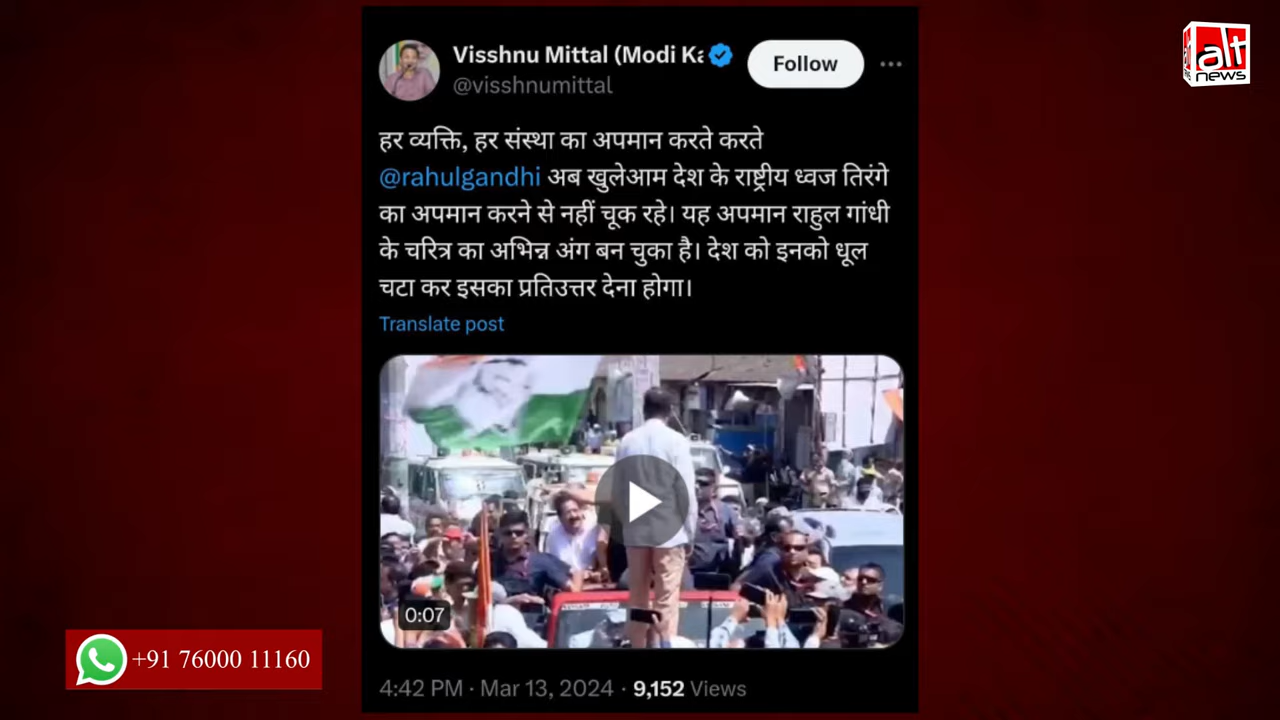 Visshnu Mittal (Modi Ka
Follow
@visshnumittal
हर व्यक्ति, हर संस्था का अपमान करते करते
@rahulgandhi अब खुलेआम देश के राष्ट्रीय ध्वज तिरंगे
का अपमान करने से नहीं चूक रहे। यह अपमान राहुल गांधी
के चरित्र का अभिन्न अंग बन चुका है। देश को इनको धूल
चटा कर इसका प्रतिउत्तर देना होगा।
Translate post
0:07
4:42 PM · Mar 13, 2024 · 9,152 Views
alt
news
+91 76000 11160